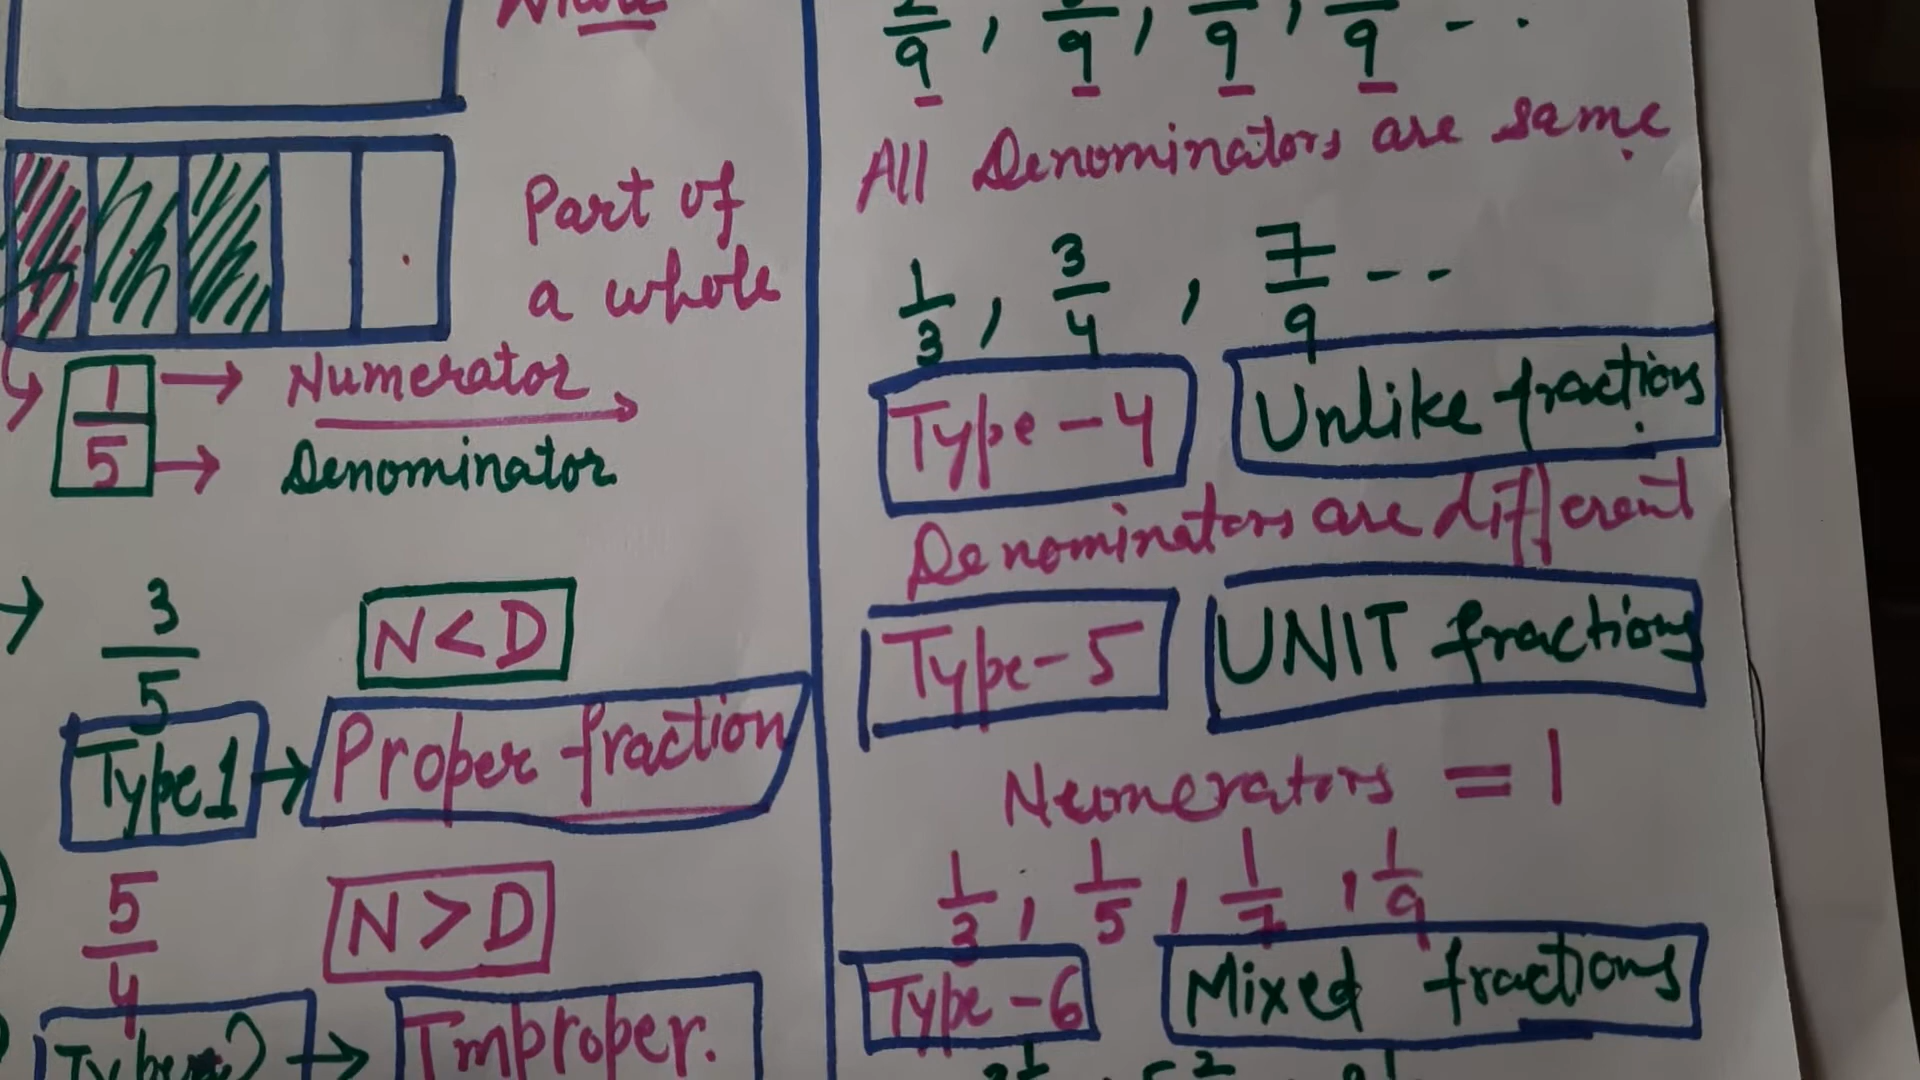 Part of
a whole
1 → Numerator
5 → Denominator
3
5
N<D
Type 1 → Proper fraction
5
4
N>D
→ Improper.
9 , 9 , 9 , 9 - .
All Denominators are same
1/3 , 3/4 , 7/9 - -
Type - 4 Unlike fractions
Denominators are different
Type - 5 UNIT fractions
Neumerators = 1
1/3 , 1/5 , 1/7 , 1/9
Type - 6 Mixed fractions